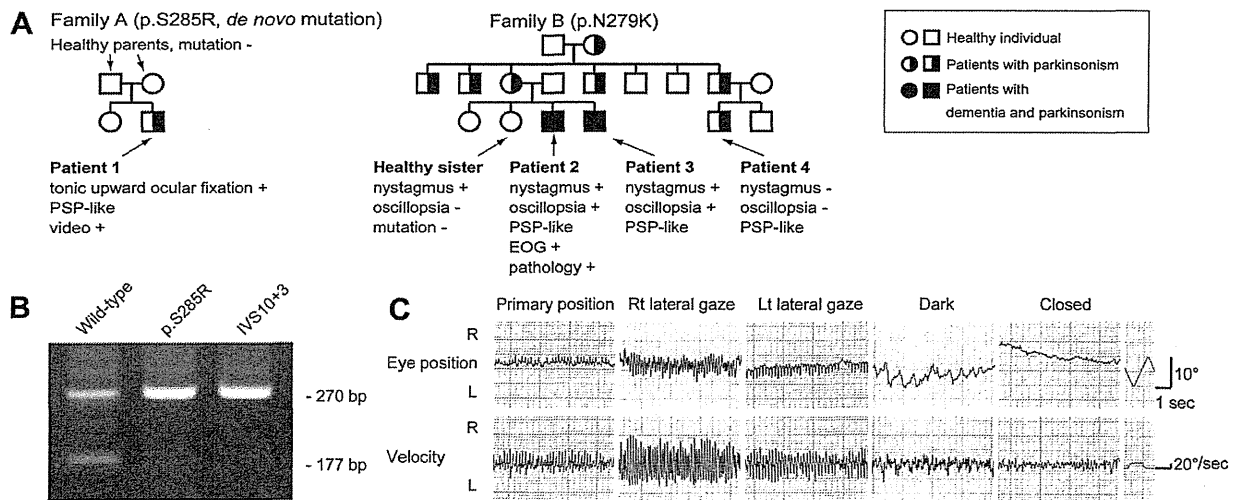 A
Family A (p.S285R, de novo mutation)
Healthy parents, mutation -
Patient 1
tonic upward ocular fixation +
PSP-like
video +
Family B (p.N279K)
Healthy sister
nystagmus +
oscillopsia -
mutation -
Patient 2
nystagmus +
oscillopsia +
PSP-like
EOG +
pathology +
Patient 3
nystagmus +
oscillopsia +
PSP-like
Patient 4
nystagmus -
oscillopsia -
PSP-like
Healthy individual
Patients with parkinsonism
Patients with
dementia and parkinsonism
B
Wild-type
p.S285R
IVS10+3
- 270 bp
- 177 bp
C
Primary position
Rt lateral gaze
Lt lateral gaze
Dark
Closed
R
Eye position
L
10°
1 sec
R
Velocity
L
20°/sec